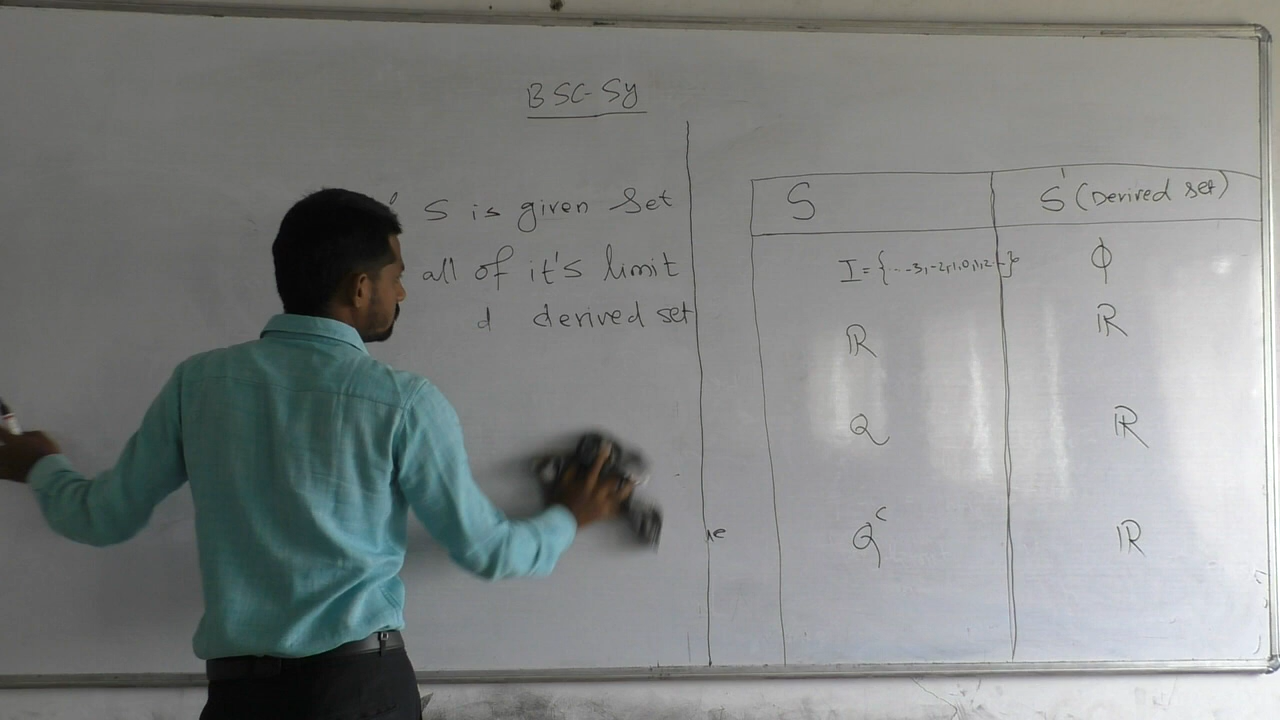 BSC-Sy
S is given Set
all of it's limit
d derived set
S S' (Derived set)
I = {...-3,-2,-1,0,1,2--} ϕ
ℝ ℝ
Q ℝ
Qᶜ ℝ